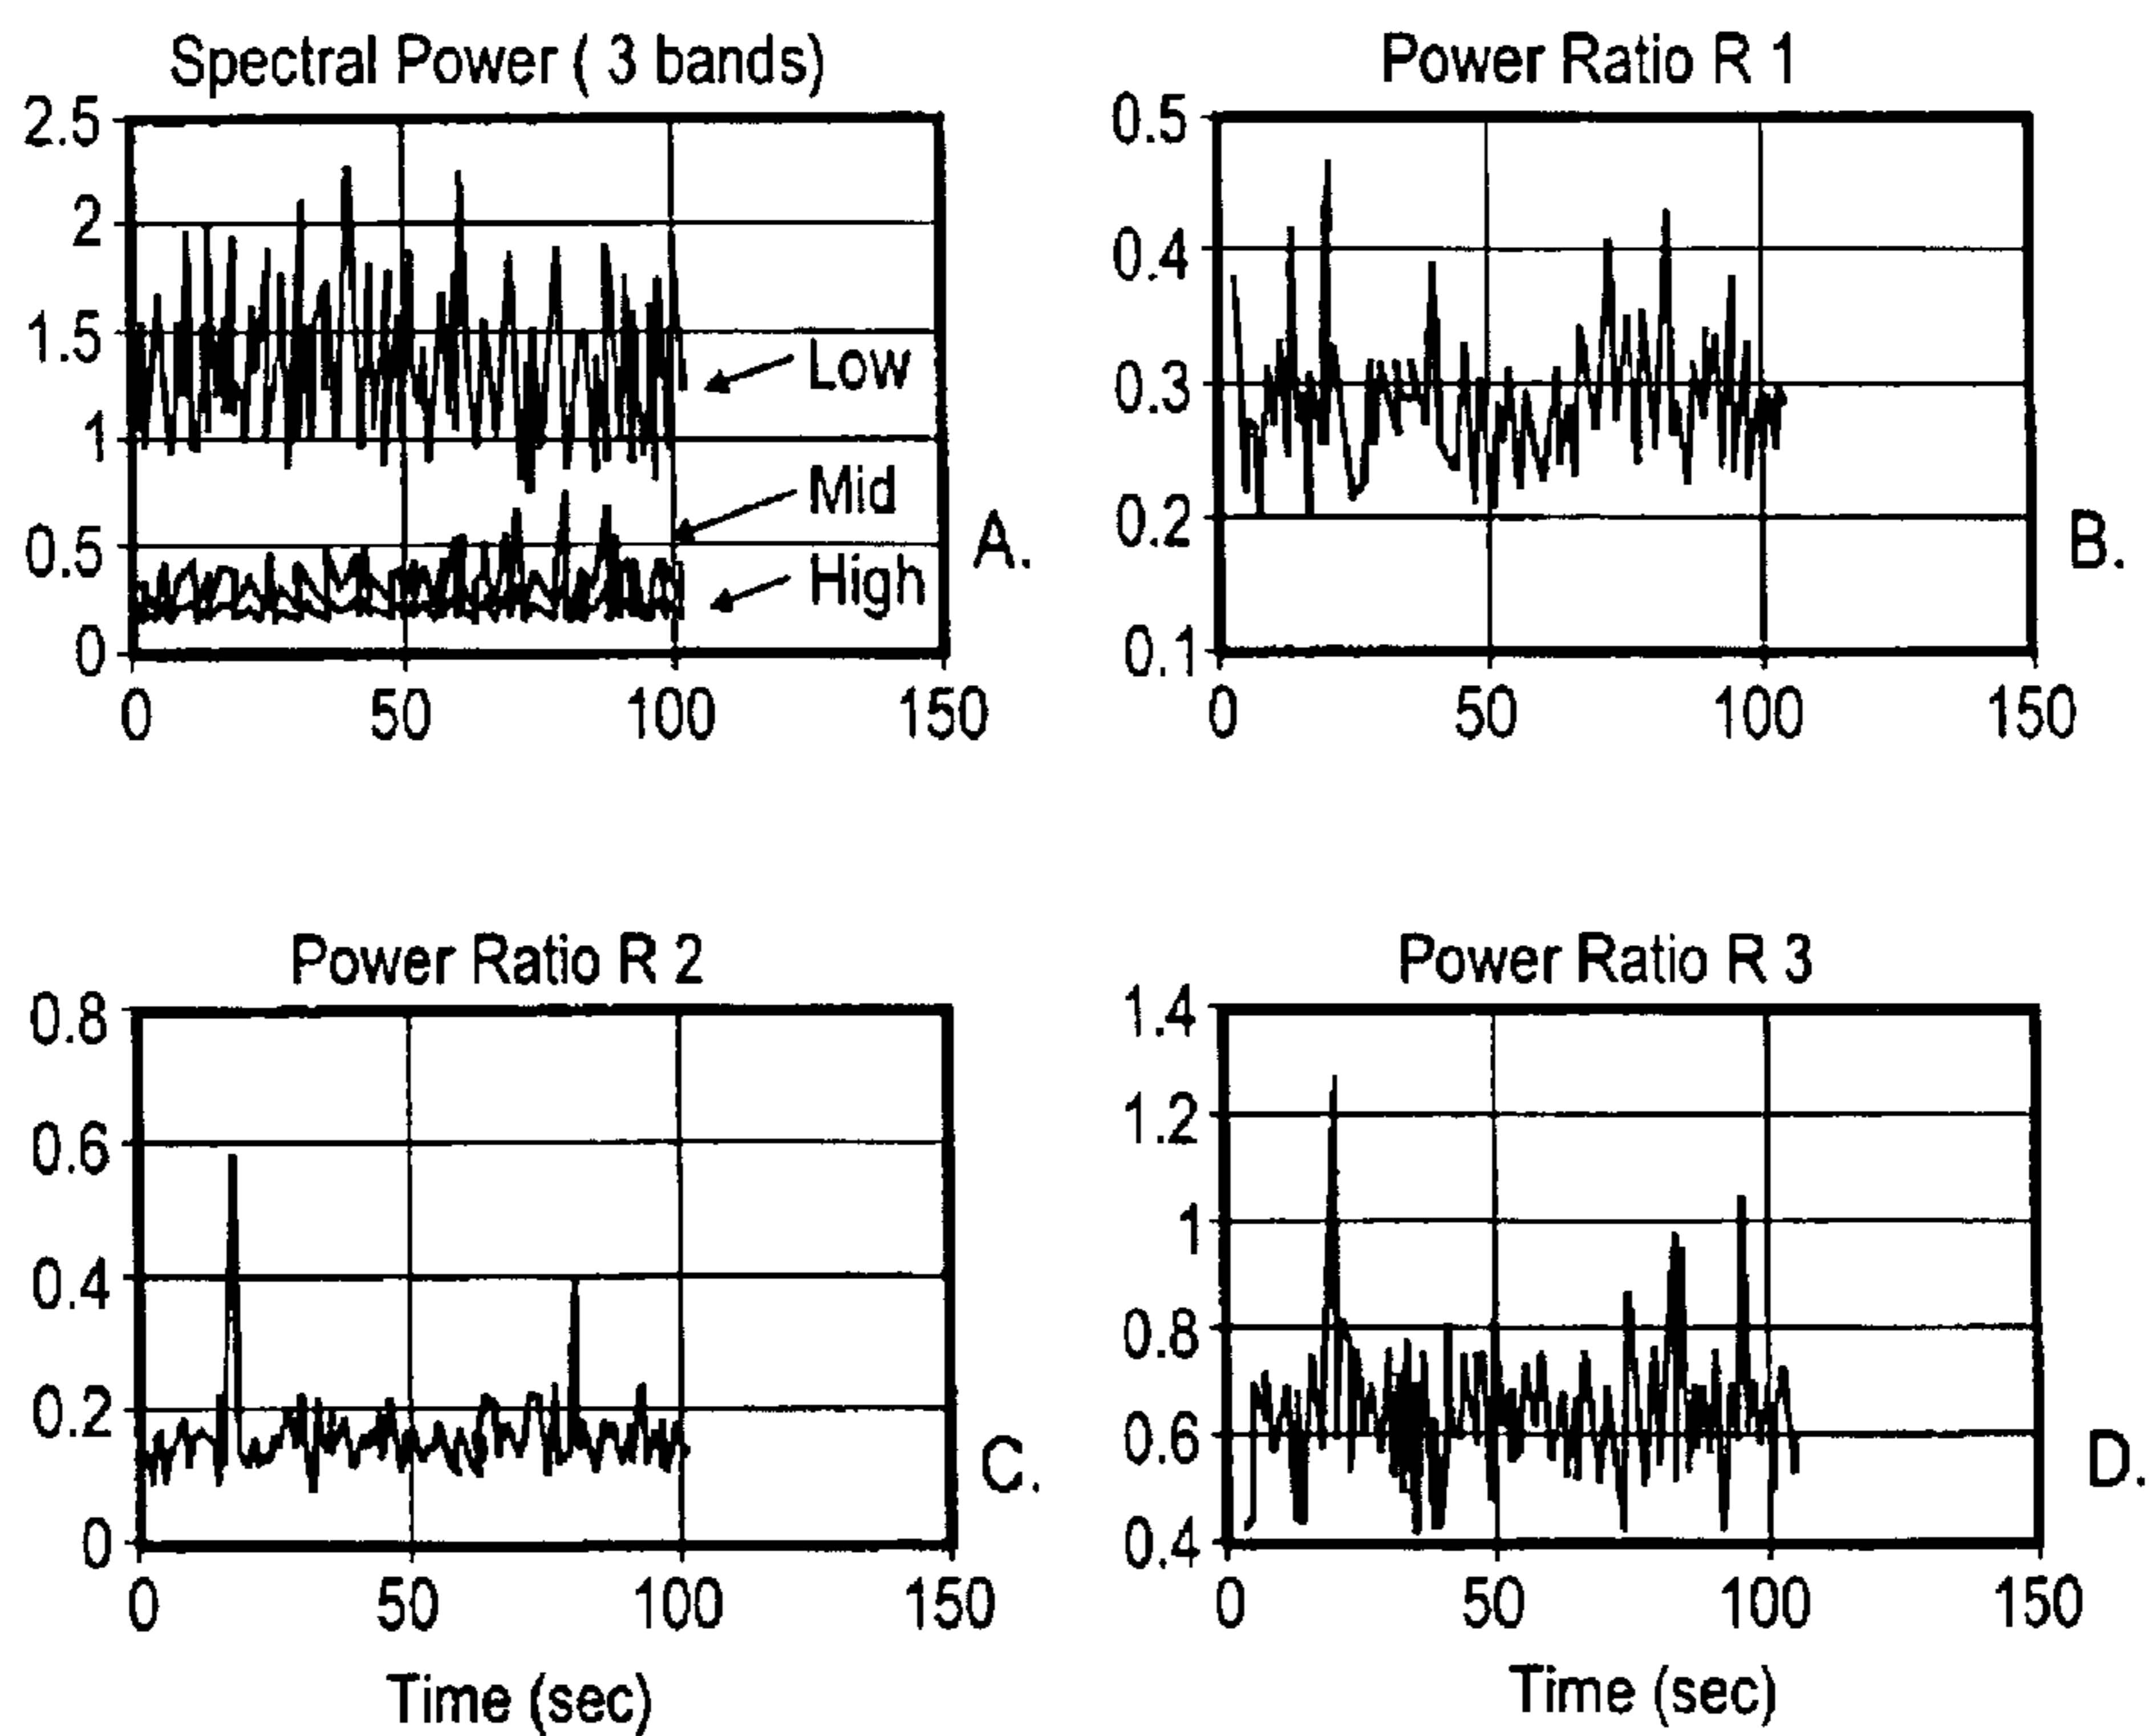 Spectral Power ( 3 bands)
2.5
2
1.5
1
0.5
0
0
50
100
150
Low
Mid
High
A.
Power Ratio R 1
0.5
0.4
0.3
0.2
0.1
0
50
100
150
B.
Power Ratio R 2
0.8
0.6
0.4
0.2
0
0
50
100
150
Time (sec)
C.
Power Ratio R 3
1.4
1.2
1
0.8
0.6
0.4
0
50
100
150
Time (sec)
D.